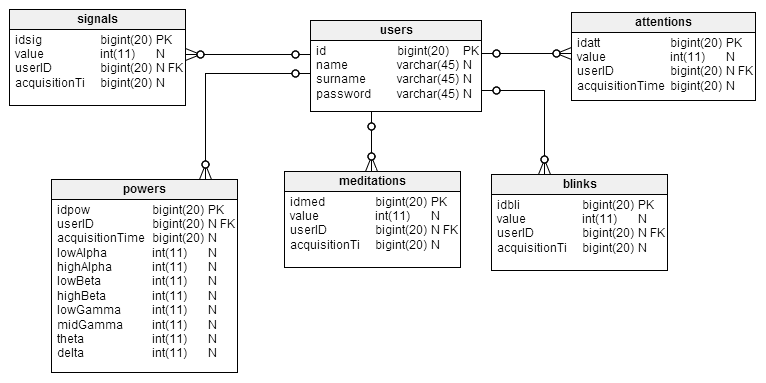 signals
idsig bigint(20) PK
value int(11) N
userID bigint(20) N FK
acquisitionTi bigint(20) N
users
id bigint(20) PK
name varchar(45) N
surname varchar(45) N
password varchar(45) N
attentions
idatt bigint(20) PK
value int(11) N
userID bigint(20) N FK
acquisitionTime bigint(20) N
powers
idpow bigint(20) PK
userID bigint(20) N FK
acquisitionTime bigint(20) N
lowAlpha int(11) N
highAlpha int(11) N
lowBeta int(11) N
highBeta int(11) N
lowGamma int(11) N
midGamma int(11) N
theta int(11) N
delta int(11) N
meditations
idmed bigint(20) PK
value int(11) N
userID bigint(20) N FK
acquisitionTi bigint(20) N
blinks
idbli bigint(20) PK
value int(11) N
userID bigint(20) N FK
acquisitionTi bigint(20) N